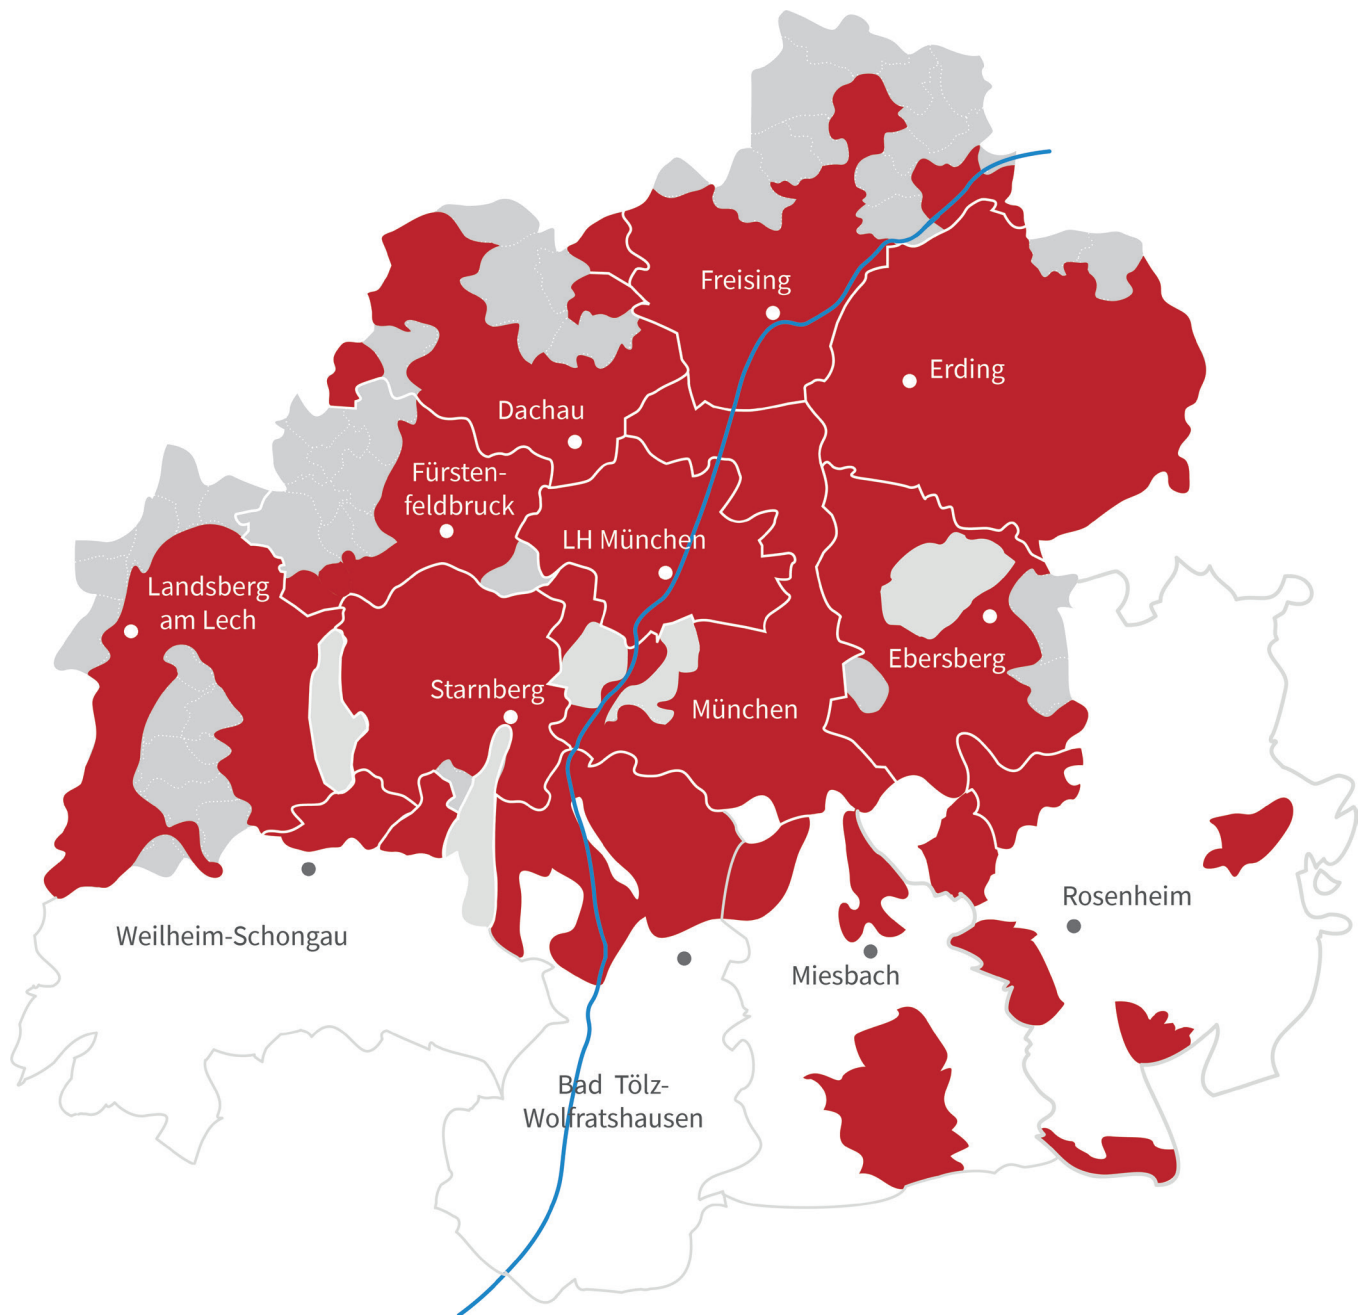 Freising
Erding
Dachau
Fürsten-
feldbruck
LH München
Landsberg
am Lech
Ebersberg
Starnberg
München
Rosenheim
Weilheim-Schongau
Miesbach
Bad Tölz-
Wolfratshausen